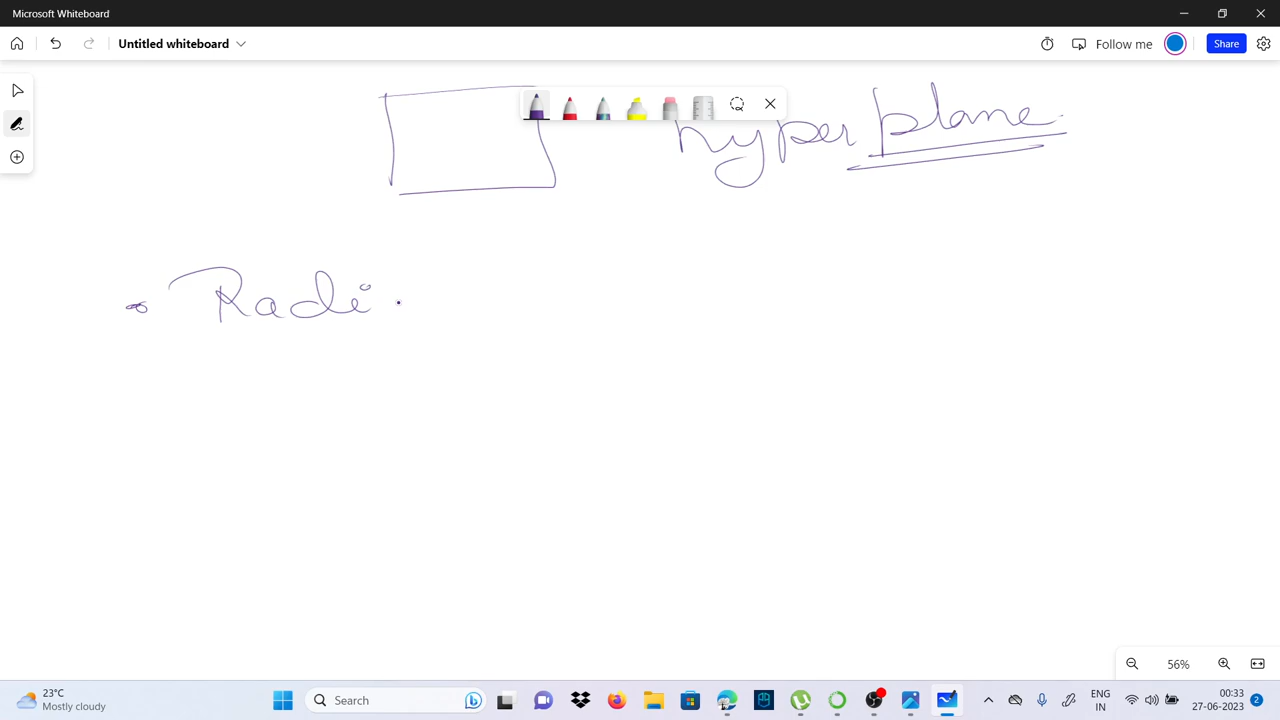 Microsoft Whiteboard
Untitled whiteboard
Follow me
Share
hyper plane
Radi
56%
23°C
Mostly cloudy
Search
ENG
IN
00:33
27-06-2023
2